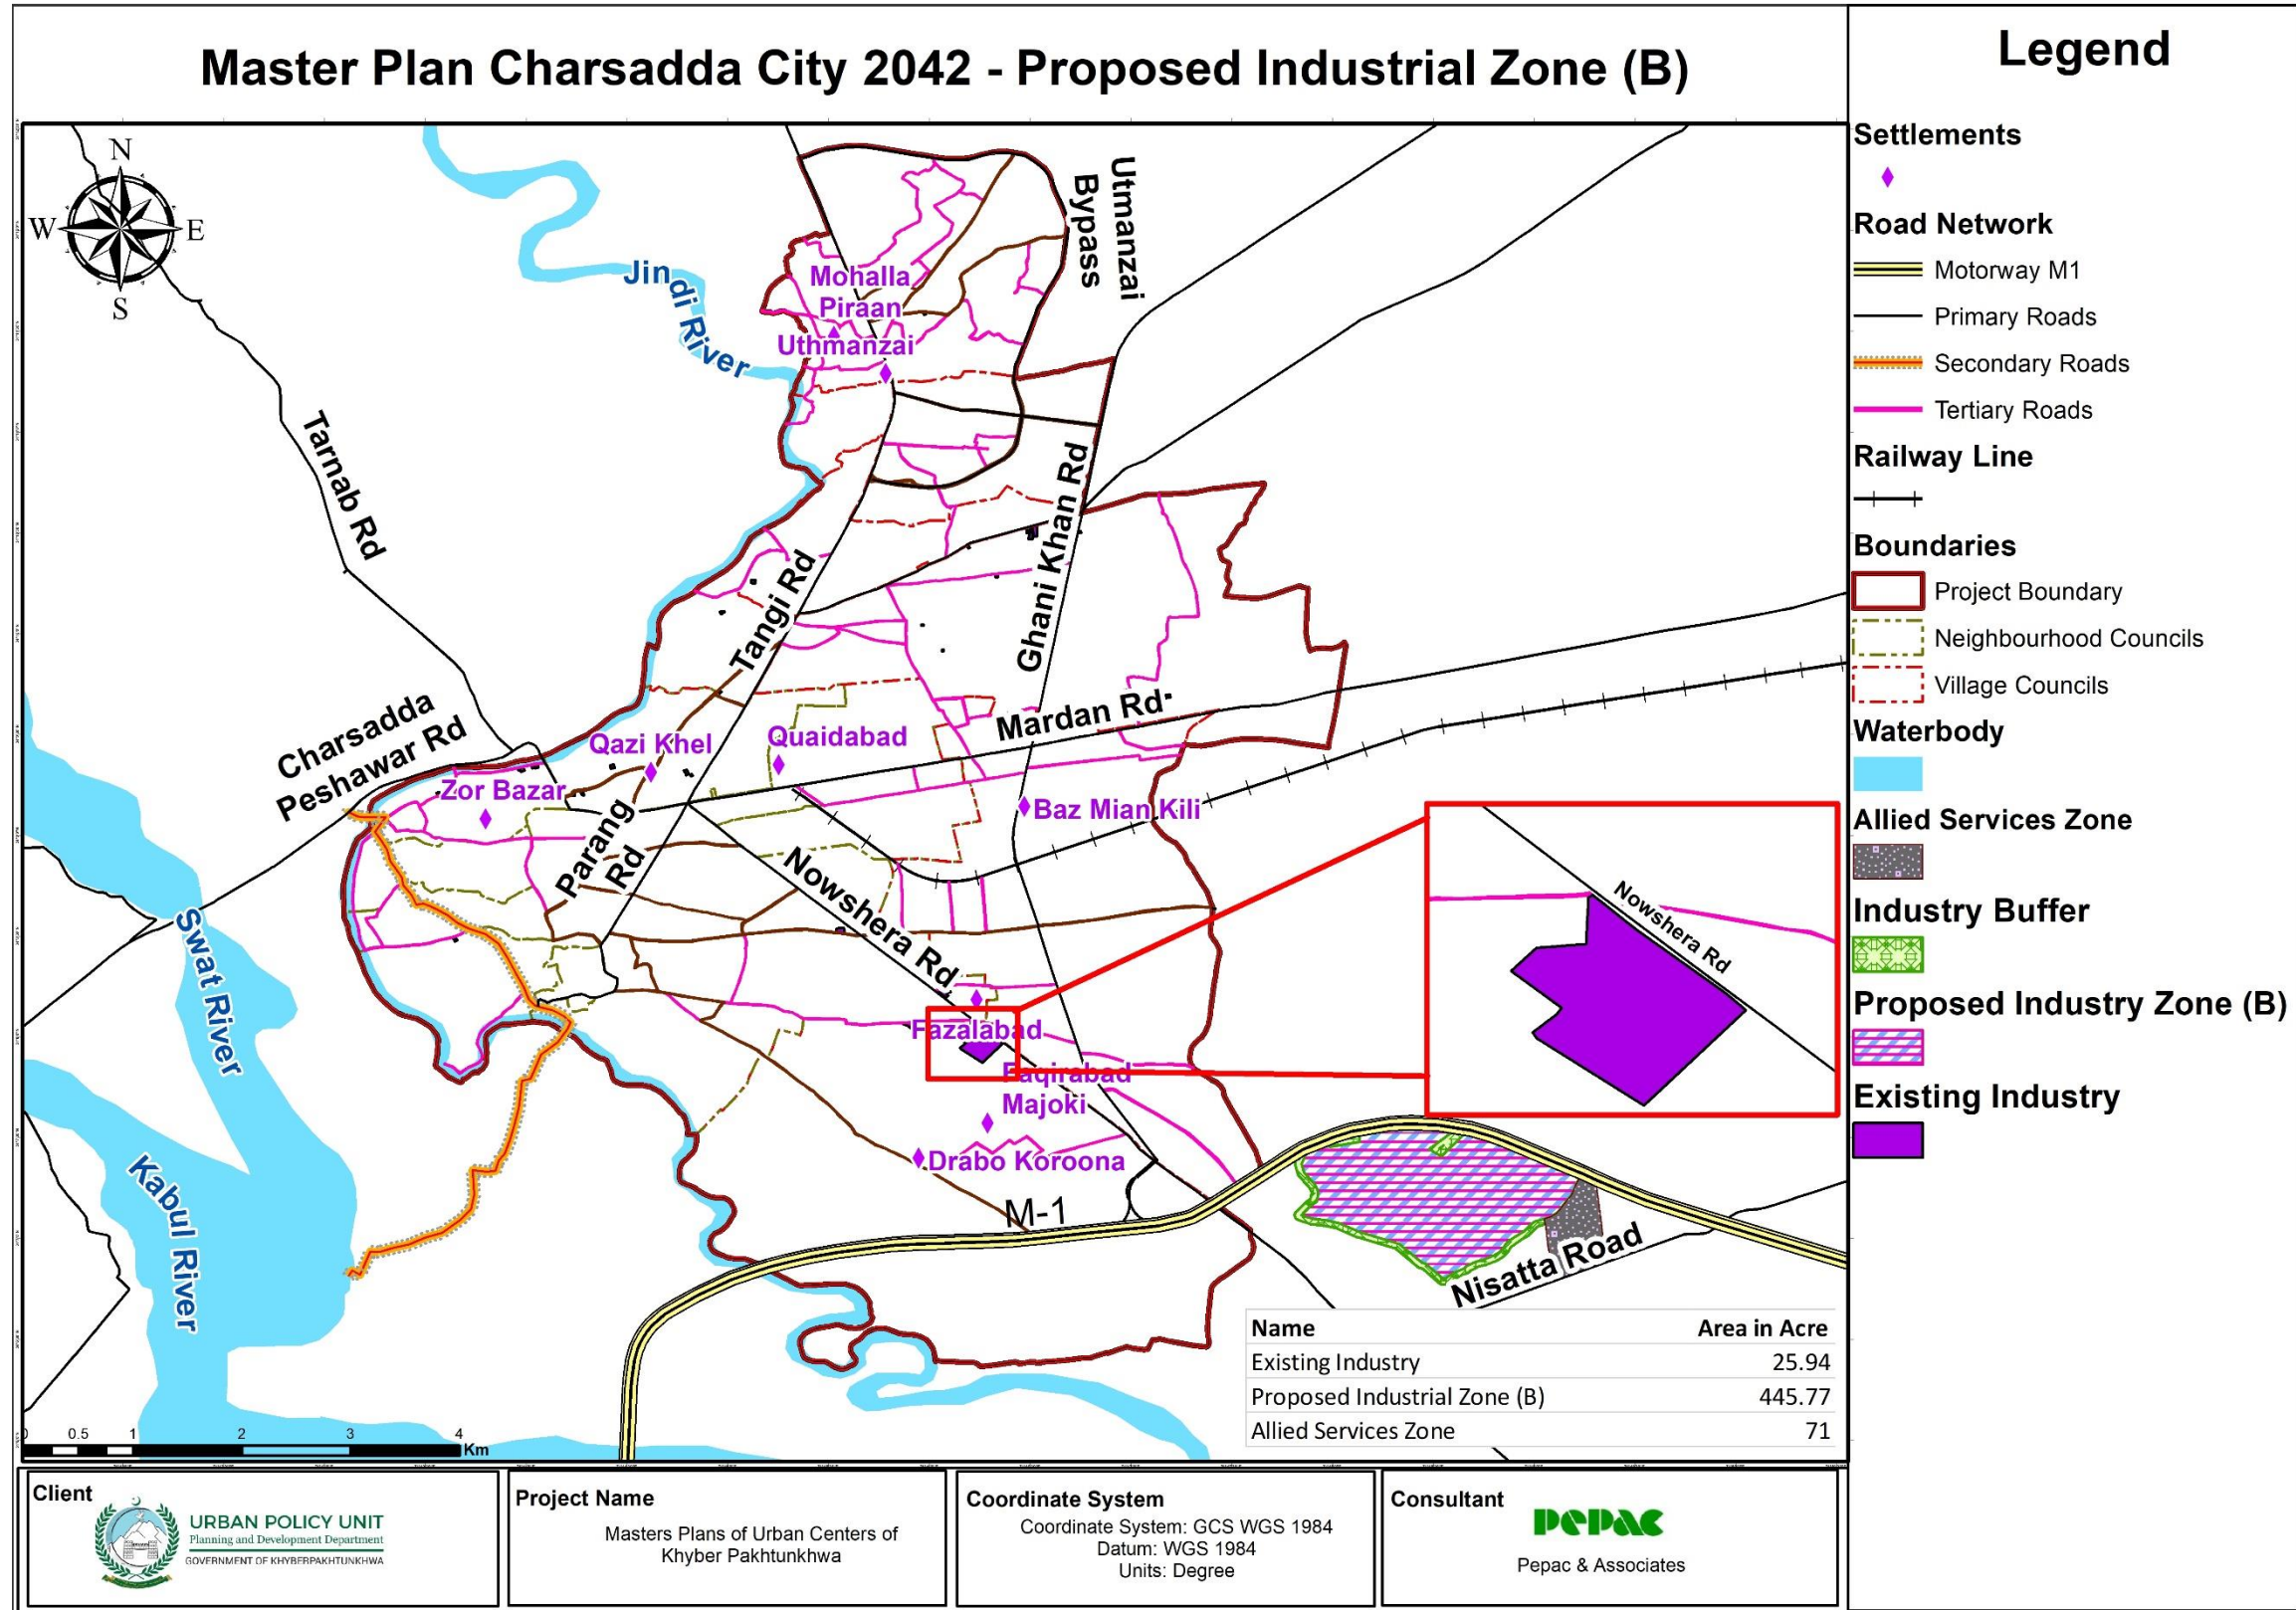 Master Plan Charsadda City 2042 - Proposed Industrial Zone (B)
N
W
E
S
Jindi River
Tarnab Rd
Utmanzai
Bypass
Mohalla
Piraan
Uthmanzai
Ghani Khan Rd
Tangi Rd
Charsadda
Peshawar Rd
Qazi Khel
Quaidabad
Mardan Rd
Zor Bazar
Baz Mian Kili
Parang
Rd
Nowshera Rd
Swat River
Fazalabad
Faqirabad
Majoki
Drabo Koroona
Kabul River
M-1
Nisatta Road
Nowshera Rd
Name Area in Acre
Existing Industry 25.94
Proposed Industrial Zone (B) 445.77
Allied Services Zone 71
0 0.5 1 2 3 4
Km
Legend
Settlements
Road Network
Motorway M1
Primary Roads
Secondary Roads
Tertiary Roads
Railway Line
Boundaries
Project Boundary
Neighbourhood Councils
Village Councils
Waterbody
Allied Services Zone
Industry Buffer
Proposed Industry Zone (B)
Existing Industry
Client
URBAN POLICY UNIT
Planning and Development Department
GOVERNMENT OF KHYBERPAKHTUNKHWA
Project Name
Masters Plans of Urban Centers of
Khyber Pakhtunkhwa
Coordinate System
Coordinate System: GCS WGS 1984
Datum: WGS 1984
Units: Degree
Consultant
pepac
Pepac & Associates